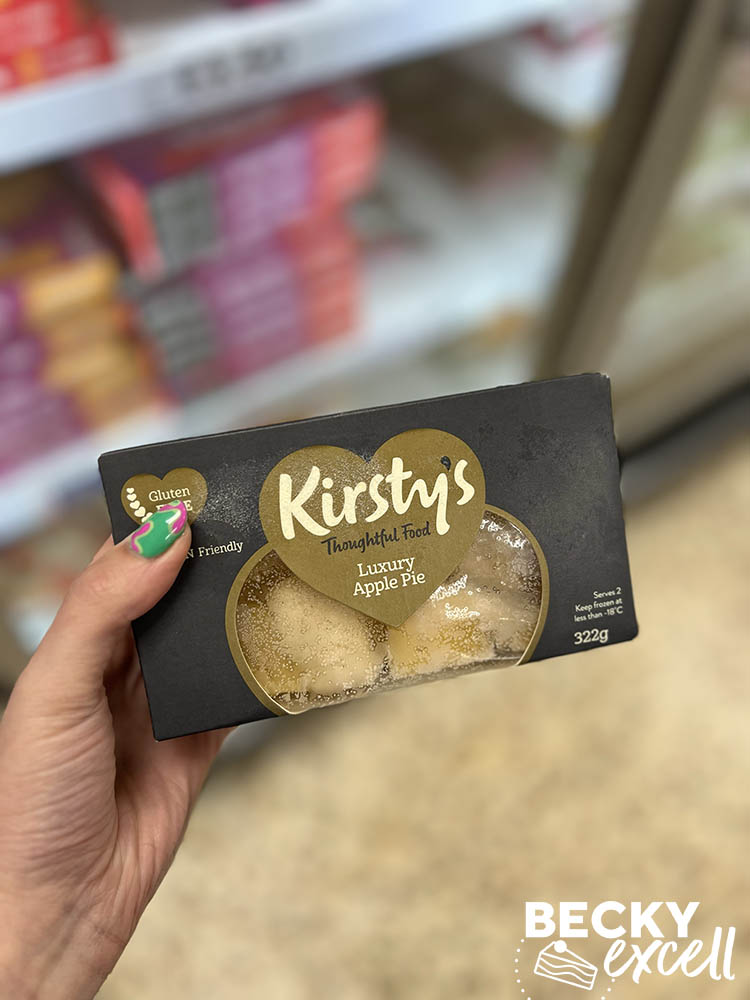 Gluten
Friendly
Kirsty's
Thoughtful Food
Luxury
Apple Pie
Serves 2
Keep frozen at
less than -18°C
322g
BECKY
excell